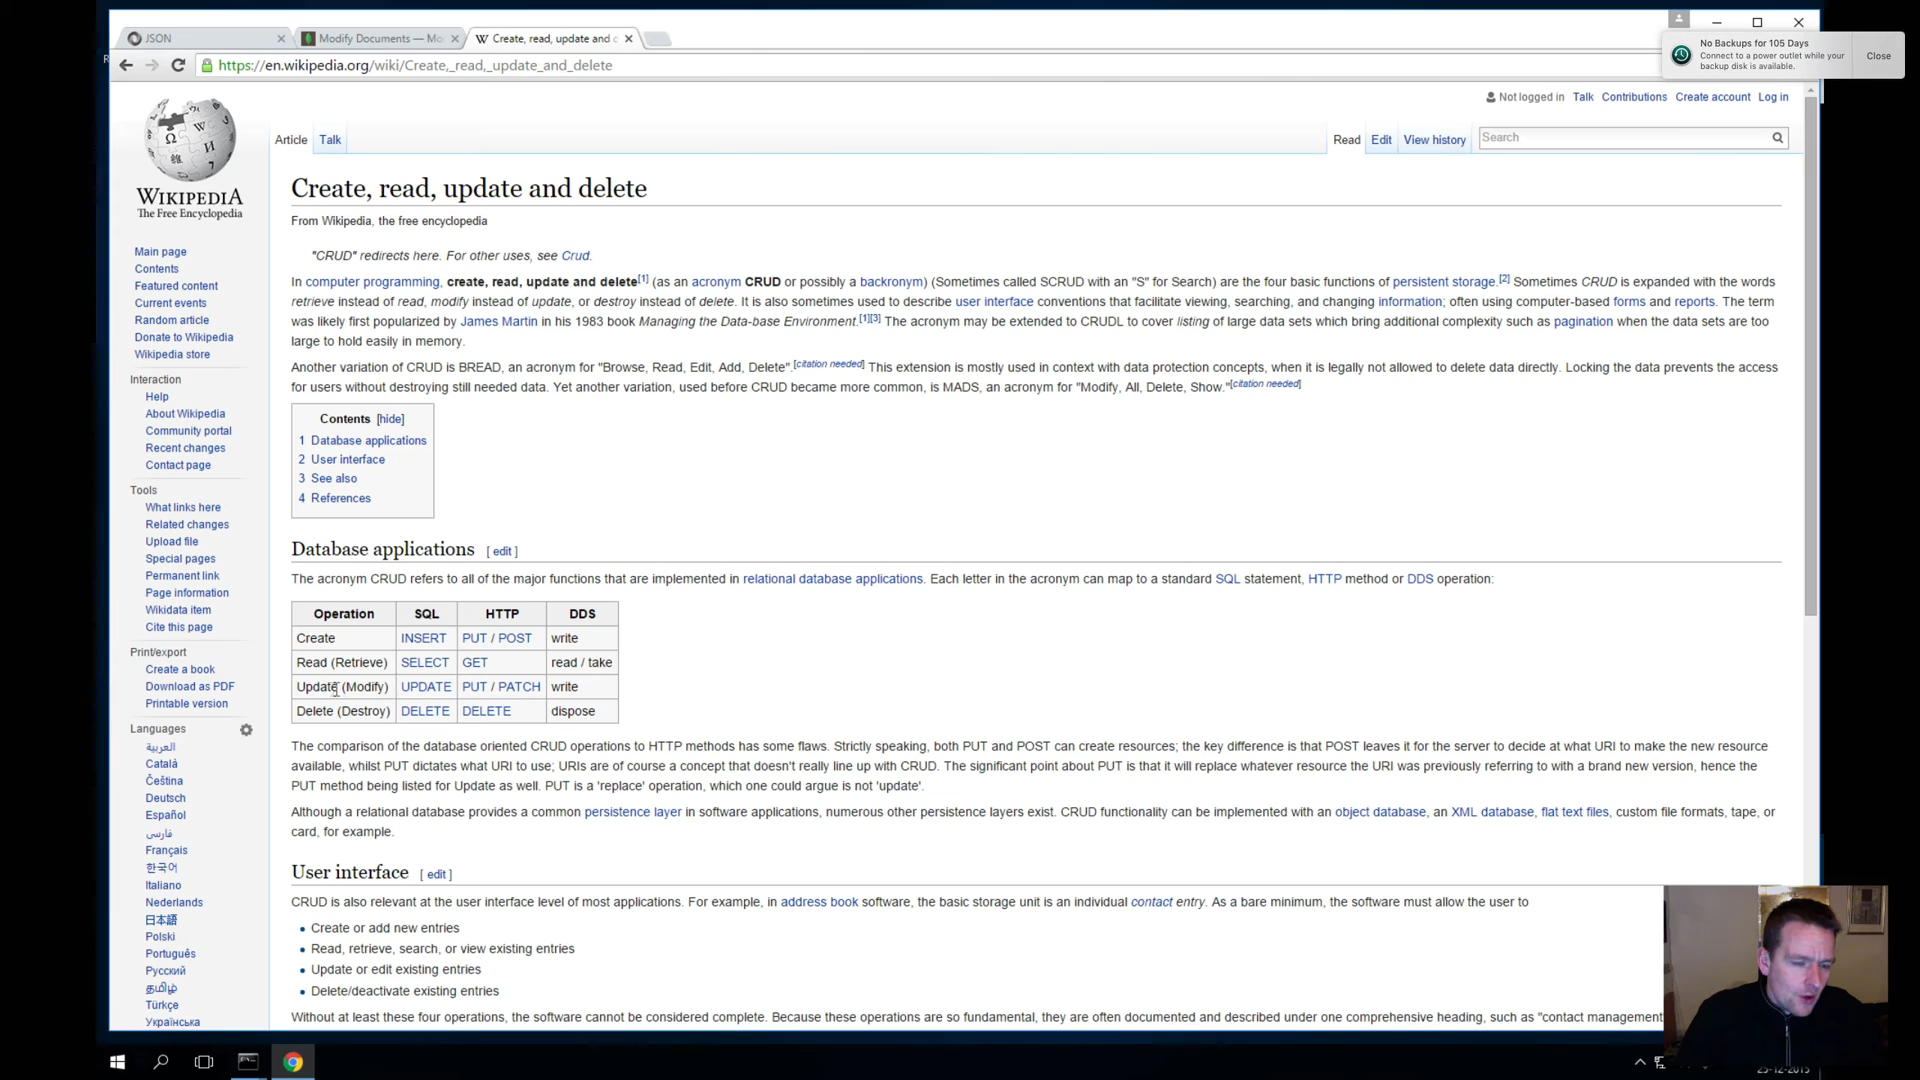 JSON
Modify Documents — Mo
Create, read, update and c
https://en.wikipedia.org/wiki/Create,_read,_update_and_delete
No Backups for 105 Days
Connect to a power outlet while your
backup disk is available.
Close
Not logged in Talk Contributions Create account Log in
Article Talk
Read Edit View history
Search
WIKIPEDIA
The Free Encyclopedia
Main page
Contents
Featured content
Current events
Random article
Donate to Wikipedia
Wikipedia store
Interaction
Help
About Wikipedia
Community portal
Recent changes
Contact page
Tools
What links here
Related changes
Upload file
Special pages
Permanent link
Page information
Wikidata item
Cite this page
Print/export
Create a book
Download as PDF
Printable version
Languages
العربية
Català
Čeština
Deutsch
Español
فارسی
Français
한국어
Italiano
Nederlands
日本語
Polski
Português
Русский
தமிழ்
Türkçe
Українська
Create, read, update and delete
From Wikipedia, the free encyclopedia
"CRUD" redirects here. For other uses, see Crud.
In computer programming, create, read, update and delete[1] (as an acronym CRUD or possibly a backronym) (Sometimes called SCRUD with an "S" for Search) are the four basic functions of persistent storage.[2] Sometimes CRUD is expanded with the words
retrieve instead of read, modify instead of update, or destroy instead of delete. It is also sometimes used to describe user interface conventions that facilitate viewing, searching, and changing information; often using computer-based forms and reports. The term
was likely first popularized by James Martin in his 1983 book Managing the Data-base Environment.[1][3] The acronym may be extended to CRUDL to cover listing of large data sets which bring additional complexity such as pagination when the data sets are too
large to hold easily in memory.
Another variation of CRUD is BREAD, an acronym for "Browse, Read, Edit, Add, Delete".[citation needed] This extension is mostly used in context with data protection concepts, when it is legally not allowed to delete data directly. Locking the data prevents the access
for users without destroying still needed data. Yet another variation, used before CRUD became more common, is MADS, an acronym for "Modify, All, Delete, Show."[citation needed]
Contents [hide]
1 Database applications
2 User interface
3 See also
4 References
Database applications [ edit ]
The acronym CRUD refers to all of the major functions that are implemented in relational database applications. Each letter in the acronym can map to a standard SQL statement, HTTP method or DDS operation:
Operation SQL HTTP DDS
Create INSERT PUT / POST write
Read (Retrieve) SELECT GET read / take
Update (Modify) UPDATE PUT / PATCH write
Delete (Destroy) DELETE DELETE dispose
The comparison of the database oriented CRUD operations to HTTP methods has some flaws. Strictly speaking, both PUT and POST can create resources; the key difference is that POST leaves it for the server to decide at what URI to make the new resource
available, whilst PUT dictates what URI to use; URIs are of course a concept that doesn't really line up with CRUD. The significant point about PUT is that it will replace whatever resource the URI was previously referring to with a brand new version, hence the
PUT method being listed for Update as well. PUT is a 'replace' operation, which one could argue is not 'update'.
Although a relational database provides a common persistence layer in software applications, numerous other persistence layers exist. CRUD functionality can be implemented with an object database, an XML database, flat text files, custom file formats, tape, or
card, for example.
User interface [ edit ]
CRUD is also relevant at the user interface level of most applications. For example, in address book software, the basic storage unit is an individual contact entry. As a bare minimum, the software must allow the user to
Create or add new entries
Read, retrieve, search, or view existing entries
Update or edit existing entries
Delete/deactivate existing entries
Without at least these four operations, the software cannot be considered complete. Because these operations are so fundamental, they are often documented and described under one comprehensive heading, such as "contact management